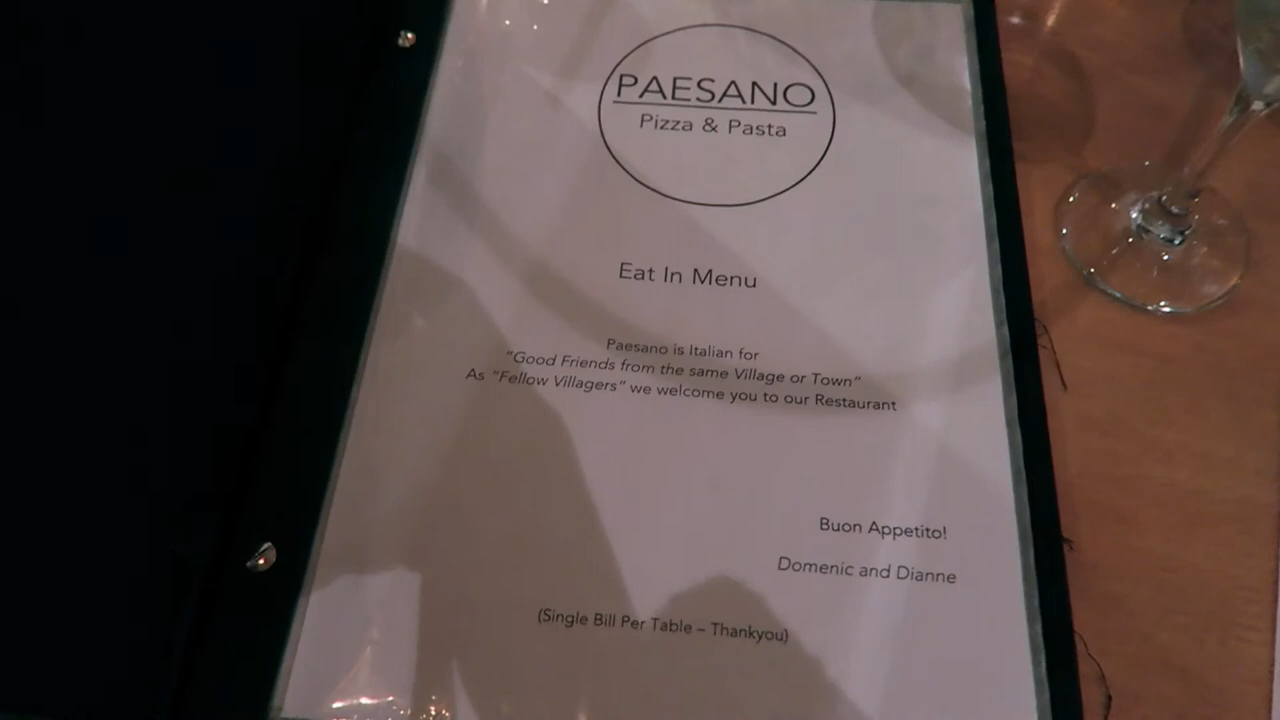 PAESANO
Pizza & Pasta
Eat In Menu
Paesano is Italian for
“Good Friends from the same Village or Town”
As “Fellow Villagers” we welcome you to our Restaurant
Buon Appetito!
Domenic and Dianne
(Single Bill Per Table – Thankyou)